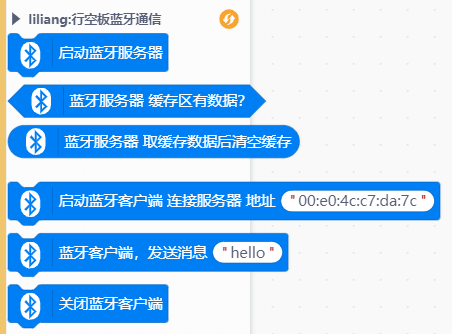 liliang:行空板蓝牙通信
启动蓝牙服务器
蓝牙服务器 缓存区有数据?
蓝牙服务器 取缓存数据后清空缓存
启动蓝牙客户端 连接服务器 地址 "00:e0:4c:c7:da:7c"
蓝牙客户端，发送消息 "hello"
关闭蓝牙客户端